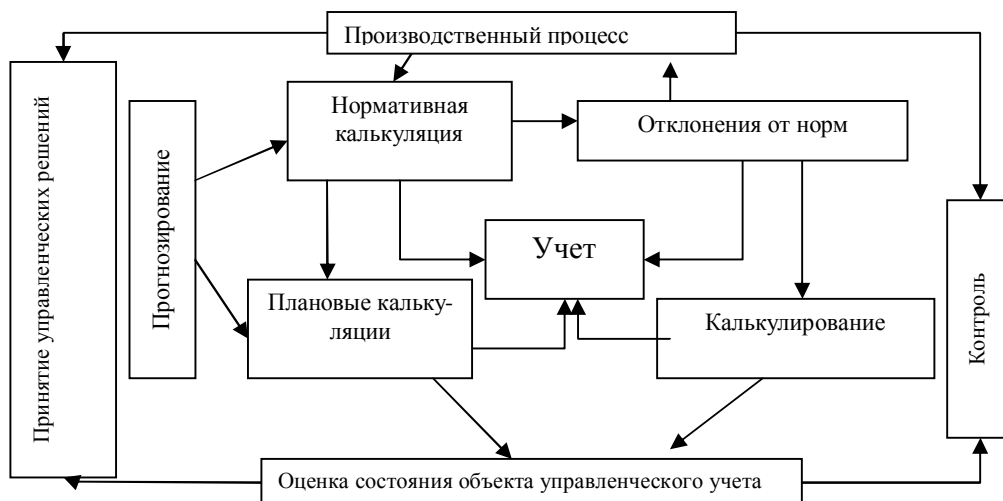 Производственный процесс
Принятие управленческих решений
Прогнозирование
Нормативная
калькуляция
Отклонения от норм
Учет
Плановые кальку-
ляции
Калькулирование
Контроль
Оценка состояния объекта управленческого учета